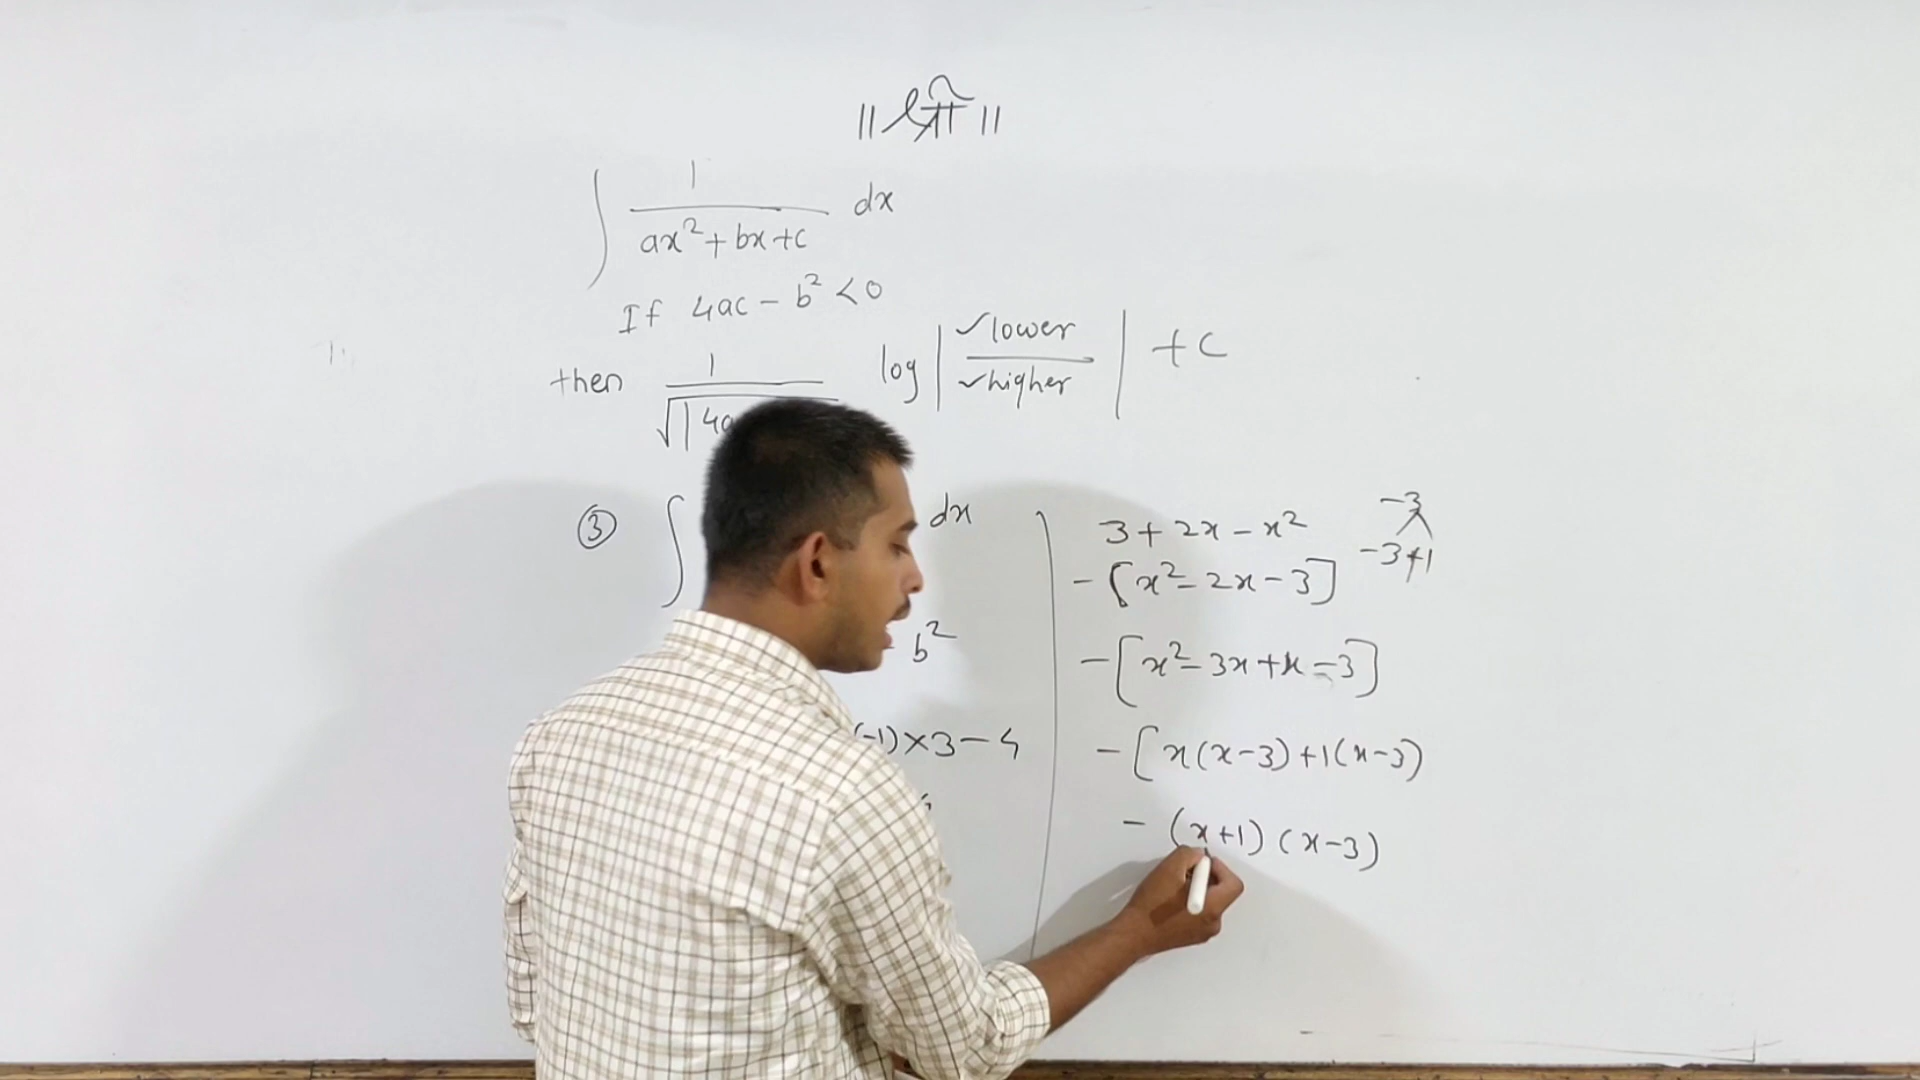 ॥ श्री ॥
∫ 1 / (ax² + bx + c) dx
If 4ac - b² < 0
then 1 / √|4a log | ✓lower / ✓higher | + c
③ ∫ dx
b²
(-1) × 3 - 4
3 + 2x - x²
-3
-3 +1
- [x² - 2x - 3]
- [x² - 3x + x - 3]
- [x(x-3) + 1(x-3)
- (x+1) (x-3)